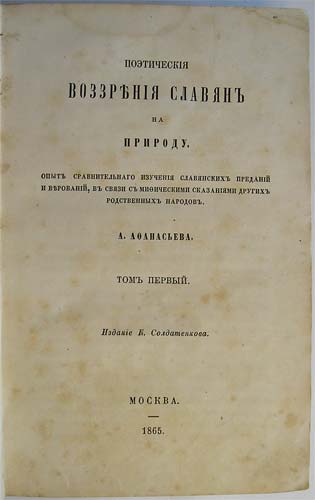 ПОЭТИЧЕСКІЯ
ВОЗЗРѢНІЯ СЛАВЯНЪ
НА
ПРИРОДУ.
ОПЫТЪ СРАВНИТЕЛЬНАГО ИЗУЧЕНІЯ СЛАВЯНСКИХЪ ПРЕДАНІЙ
И ВѢРОВАНІЙ, ВЪ СВЯЗИ СЪ МИѲИЧЕСКИМИ СКАЗАНІЯМИ ДРУГИХЪ
РОДСТВЕННЫХЪ НАРОДОВЪ.
А. АѲАНАСЬЕВА.
ТОМЪ ПЕРВЫЙ.
Изданіе К. Солдатенкова.
МОСКВА.
1865.